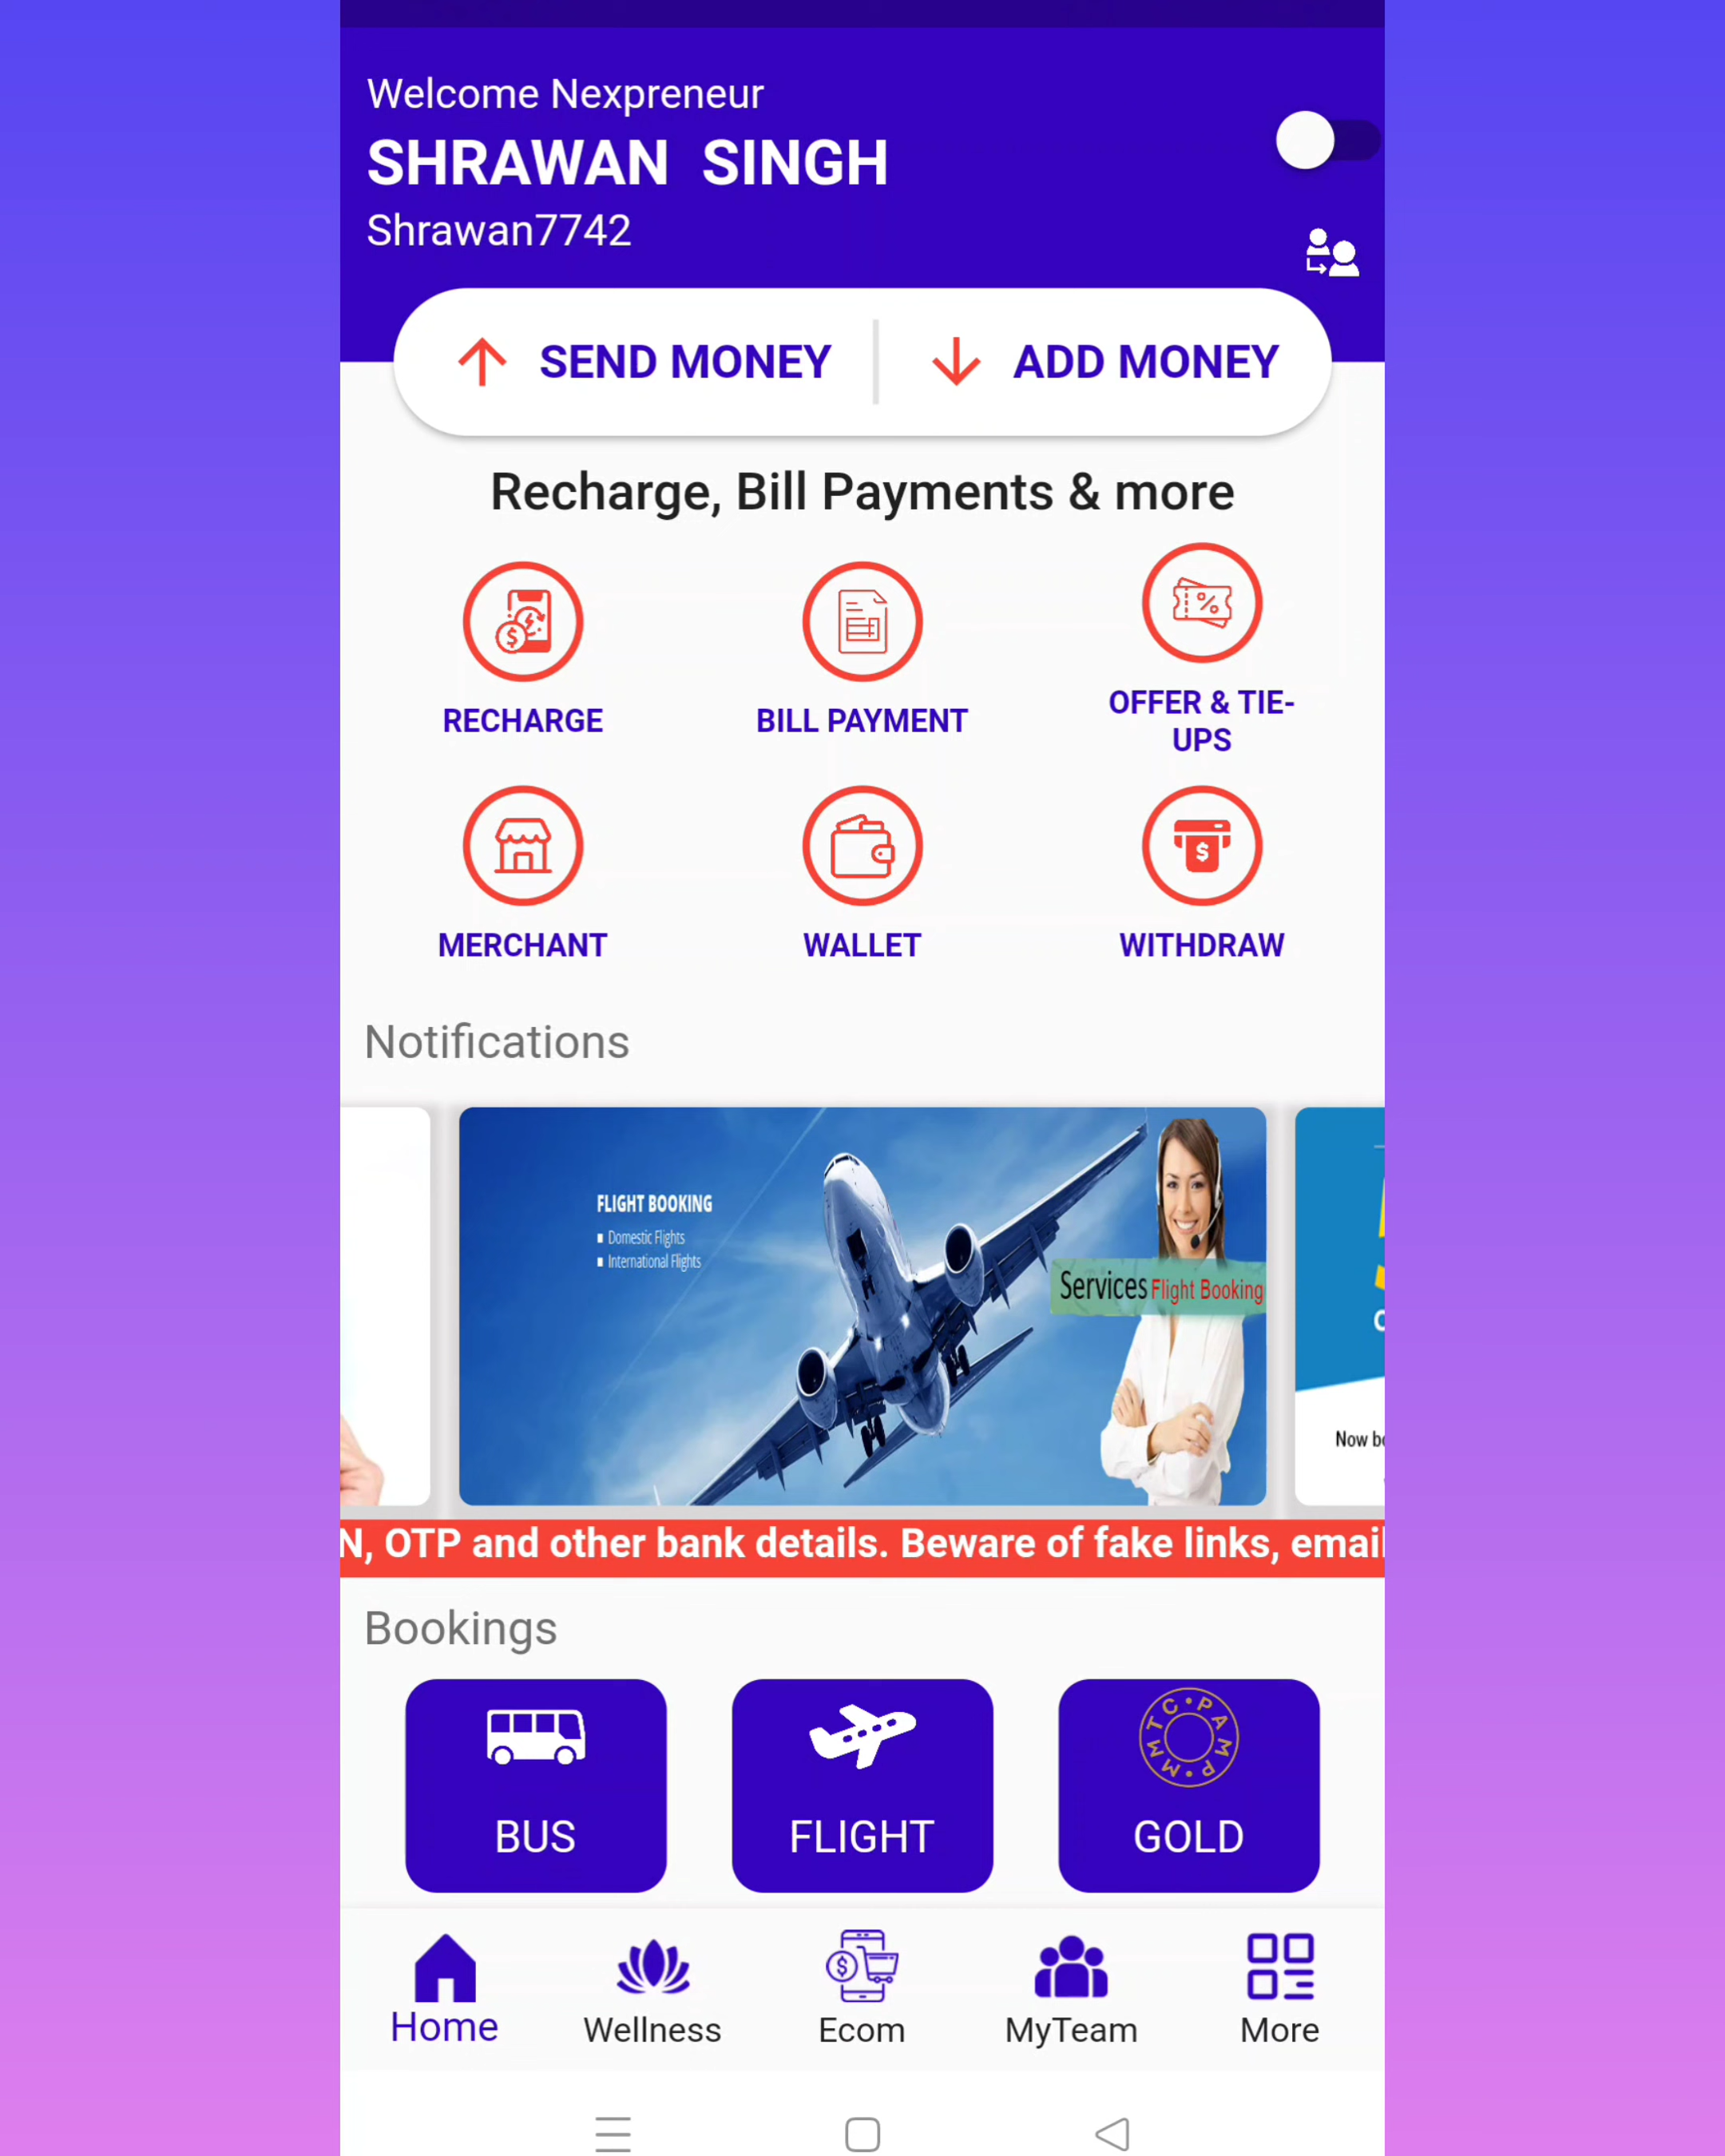 Welcome Nexpreneur
SHRAWAN SINGH
Shrawan7742
SEND MONEY
ADD MONEY
Recharge, Bill Payments & more
RECHARGE
BILL PAYMENT
OFFER & TIE-
UPS
MERCHANT
WALLET
WITHDRAW
Notifications
FLIGHT BOOKING
Domestic Flights
International Flights
Services Flight Booking
Now
N, OTP and other bank details. Beware of fake links, email
Bookings
MMTC•PAMP•
BUS
FLIGHT
GOLD
Home
Wellness
Ecom
MyTeam
More